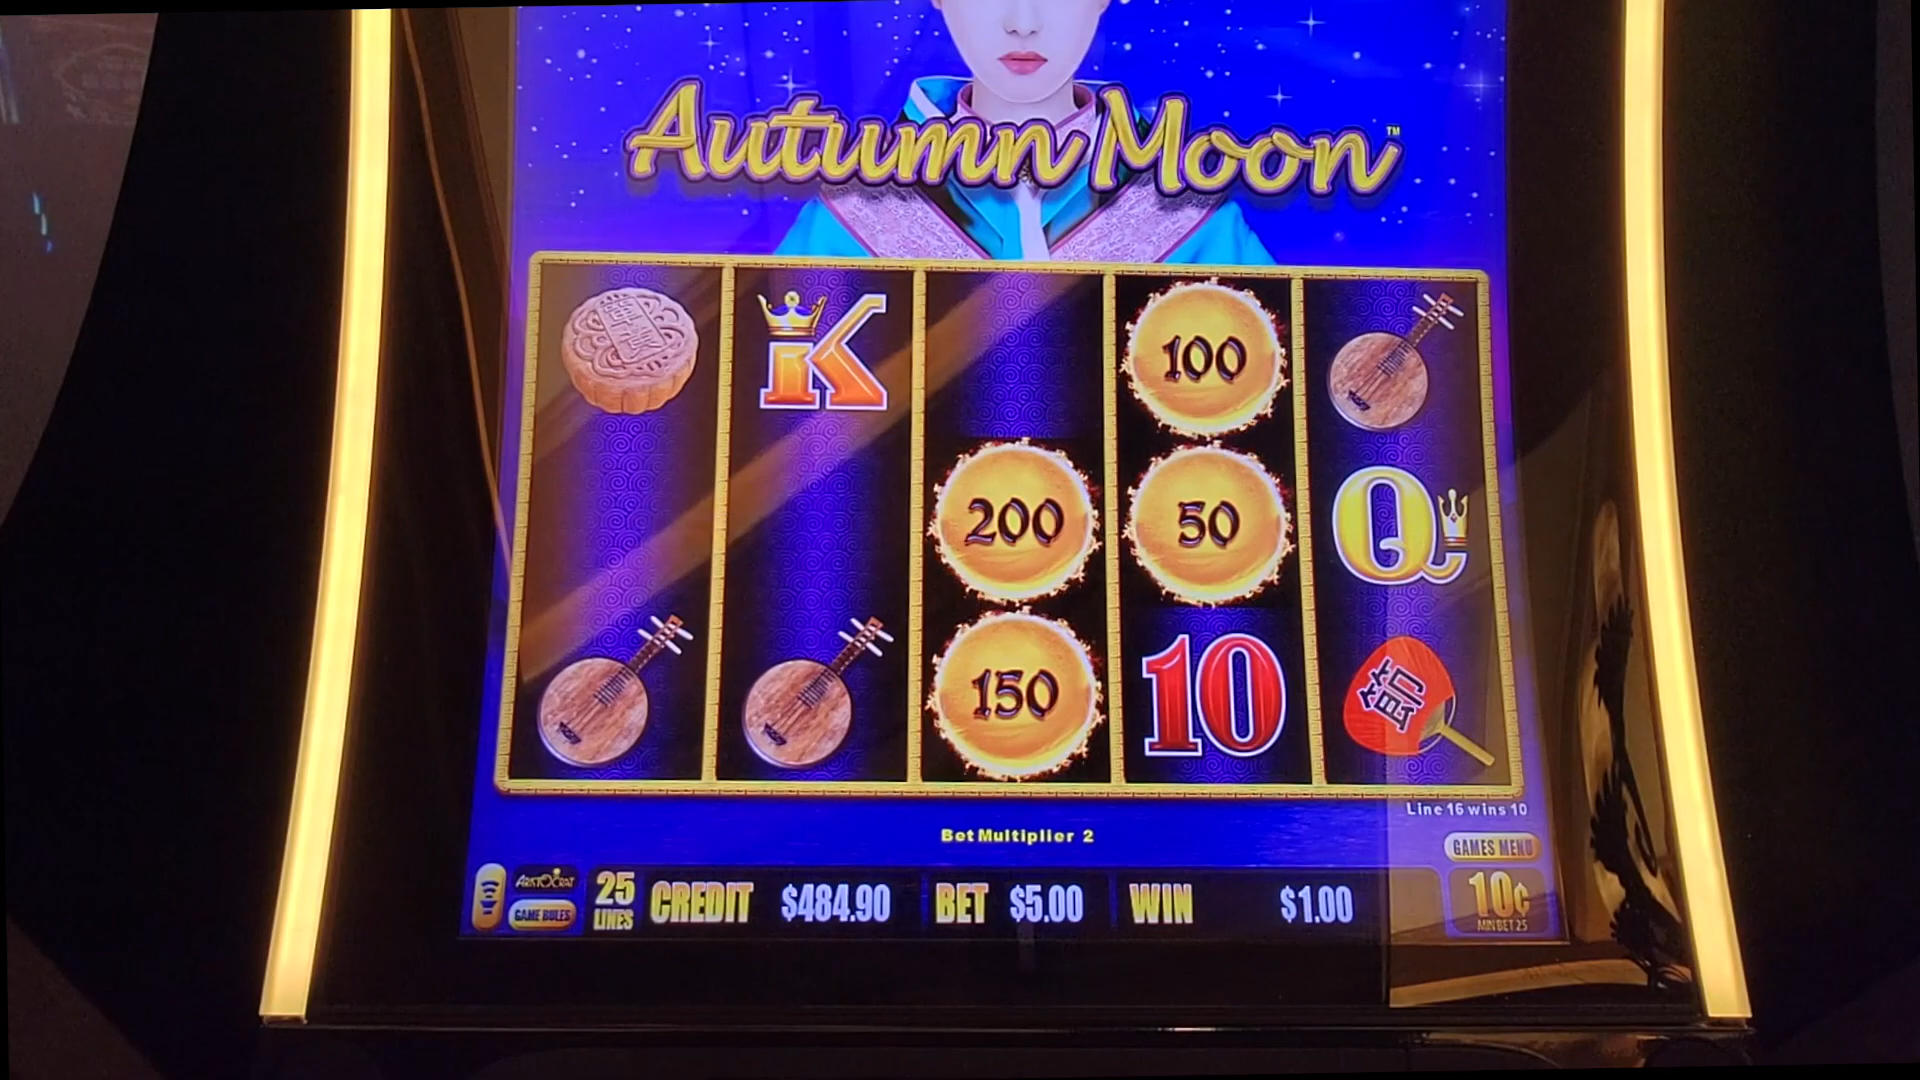 Autumn Moon™
K
100
200
50
Q
150
10
Line 16 wins 10
Bet Multiplier 2
GAMES MENU
ARISTOCRAT
GAME RULES
25 LINES
CREDIT $484.90
BET $5.00
WIN $1.00
10¢
MIN BET 25